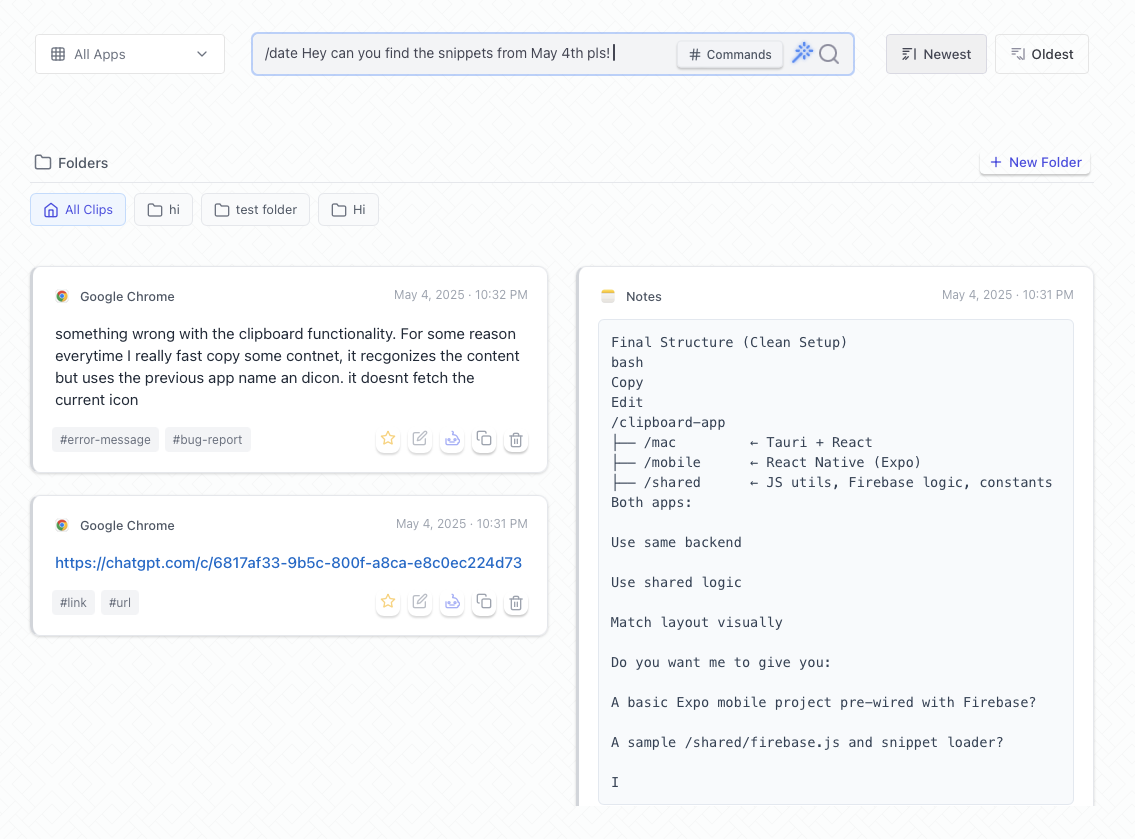 All Apps
/date Hey can you find the snippets from May 4th pls!
# Commands
Newest
Oldest
Folders
+ New Folder
All Clips
hi
test folder
Hi
Google Chrome
May 4, 2025 · 10:32 PM
something wrong with the clipboard functionality. For some reason
everytime I really fast copy some contnet, it recgonizes the content
but uses the previous app name an dicon. it doesnt fetch the
current icon
#error-message
#bug-report
Google Chrome
May 4, 2025 · 10:31 PM
https://chatgpt.com/c/6817af33-9b5c-800f-a8ca-e8c0ec224d73
#link
#url
Notes
May 4, 2025 · 10:31 PM
Final Structure (Clean Setup)
bash
Copy
Edit
/clipboard-app
├── /mac         ← Tauri + React
├── /mobile      ← React Native (Expo)
├── /shared      ← JS utils, Firebase logic, constants
Both apps:
Use same backend
Use shared logic
Match layout visually
Do you want me to give you:
A basic Expo mobile project pre-wired with Firebase?
A sample /shared/firebase.js and snippet loader?
I